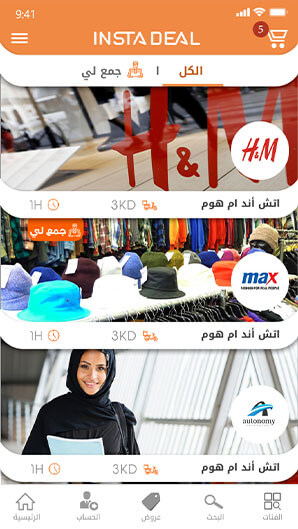 9:41
INSTA DEAL
5
الكل | جمع لي
H&M
H&M
اتش أند ام هوم 3KD 1H
جمع لي
max
FASHION FOR REAL PEOPLE
اتش أند ام هوم 3KD 1H
autonomy
اتش أند ام هوم 3KD 1H
الفئات البحث عروض الحساب الرئيسية